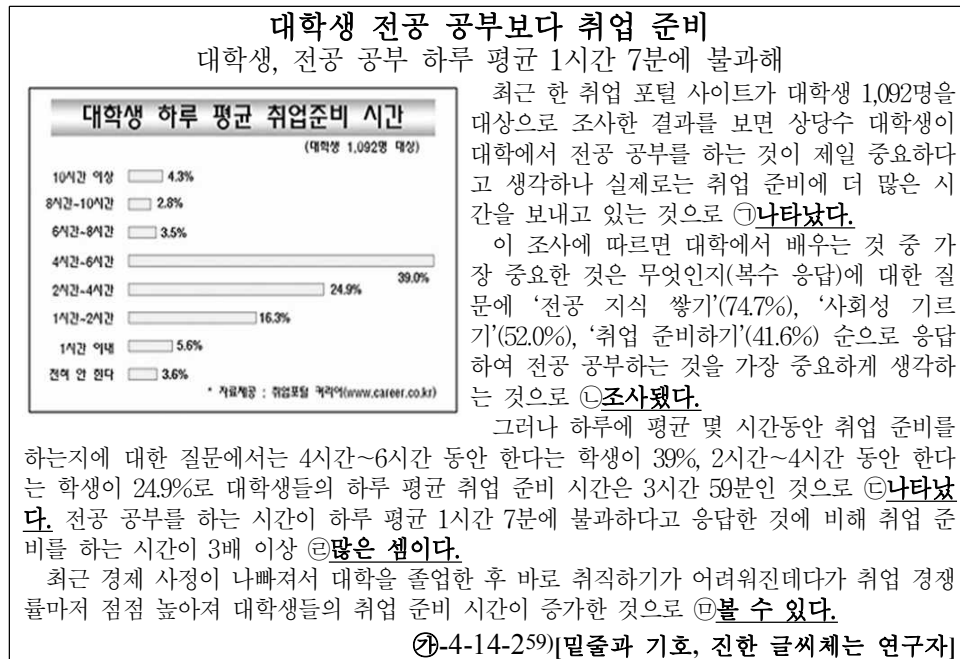 대학생 전공 공부보다 취업 준비
대학생, 전공 공부 하루 평균 1시간 7분에 불과해
대학생 하루 평균 취업준비 시간
(대학생 1,092명 대상)
10시간 이상 4.3%
8시간~10시간 2.8%
6시간~8시간 3.5%
4시간~6시간 39.0%
2시간~4시간 24.9%
1시간~2시간 16.3%
1시간 이내 5.6%
전혀 안 한다 3.6%
* 자료제공 : 취업포털 커리어(www.career.co.kr)
최근 한 취업 포털 사이트가 대학생 1,092명을
대상으로 조사한 결과를 보면 상당수 대학생이
대학에서 전공 공부를 하는 것이 제일 중요하다
고 생각하나 실제로는 취업 준비에 더 많은 시
간을 보내고 있는 것으로 ㉠나타났다.
이 조사에 따르면 대학에서 배우는 것 중 가
장 중요한 것은 무엇인지(복수 응답)에 대한 질
문에 ‘전공 지식 쌓기’(74.7%), ‘사회성 기르
기’(52.0%), ‘취업 준비하기’(41.6%) 순으로 응답
하여 전공 공부하는 것을 가장 중요하게 생각하
는 것으로 ㉡조사됐다.
그러나 하루에 평균 몇 시간동안 취업 준비를
하는지에 대한 질문에서는 4시간~6시간 동안 한다는 학생이 39%, 2시간~4시간 동안 한다
는 학생이 24.9%로 대학생들의 하루 평균 취업 준비 시간은 3시간 59분인 것으로 ㉢나타났
다. 전공 공부를 하는 시간이 하루 평균 1시간 7분에 불과하다고 응답한 것에 비해 취업 준
비를 하는 시간이 3배 이상 ㉣많은 셈이다.
최근 경제 사정이 나빠져서 대학을 졸업한 후 바로 취직하기가 어려워진데다가 취업 경쟁
률마저 점점 높아져 대학생들의 취업 준비 시간이 증가한 것으로 ㉤볼 수 있다.
㉮-4-14-259)[밑줄과 기호, 진한 글씨체는 연구자]